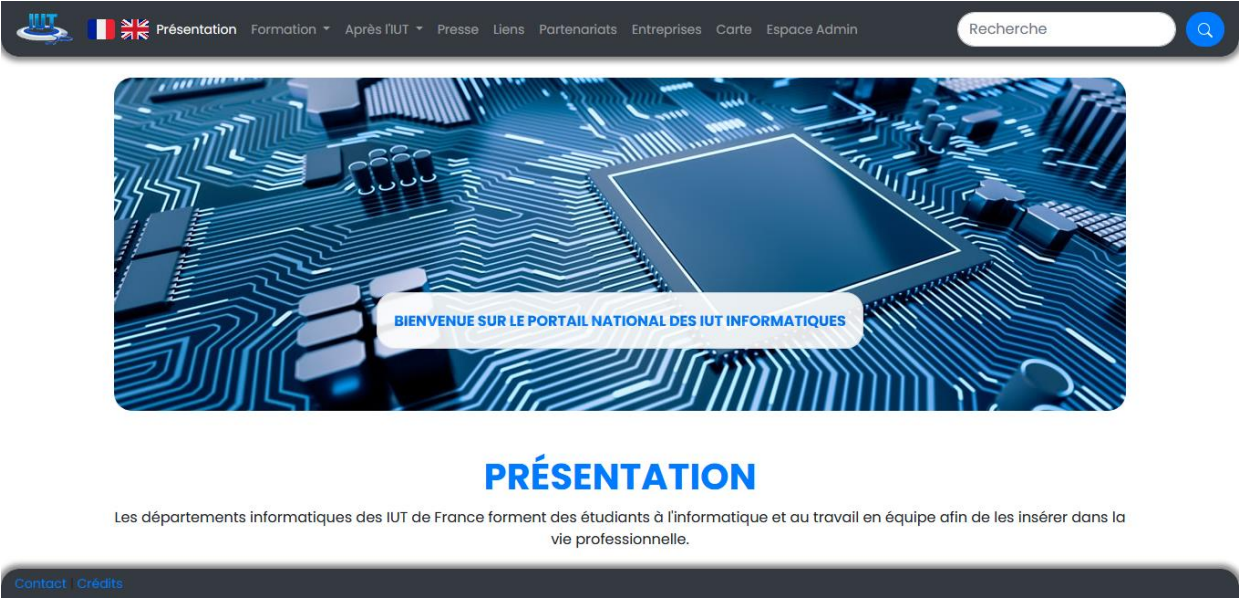 IUT
Présentation Formation Après l'IUT Presse Liens Partenariats Entreprises Carte Espace Admin Recherche
BIENVENUE SUR LE PORTAIL NATIONAL DES IUT INFORMATIQUES
PRÉSENTATION
Les départements informatiques des IUT de France forment des étudiants à l'informatique et au travail en équipe afin de les insérer dans la
vie professionnelle.
Contact | Crédits